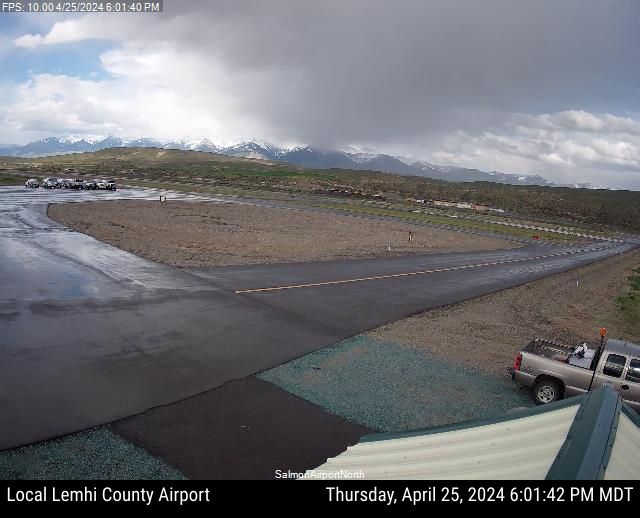 FPS: 10.00 4/25/2024 6:01:40 PM
SalmonAirportNorth
Local Lemhi County Airport
Thursday, April 25, 2024 6:01:42 PM MDT